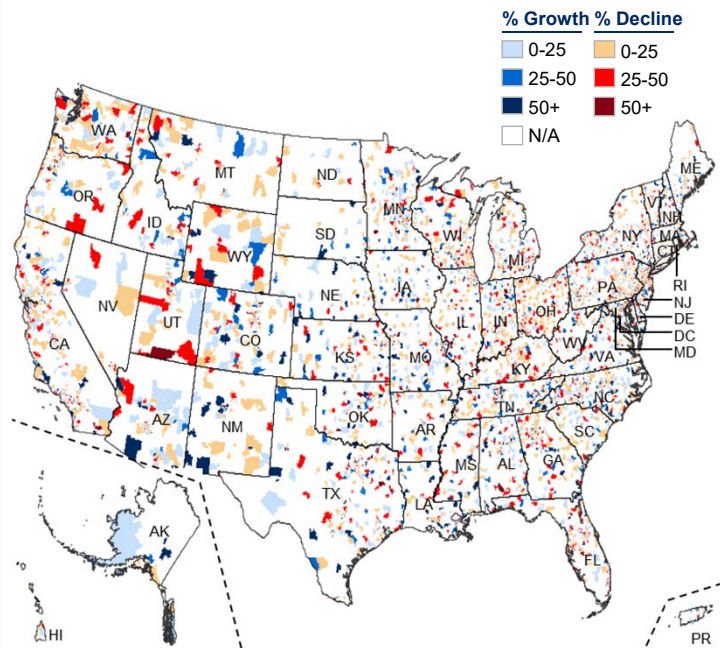 % Growth % Decline
0-25 0-25
25-50 25-50
50+ 50+
N/A
WA
MT
ND
ME
OR
ID
MN
VT
NH
SD
WI
NY
MA
WY
MI
CT
RI
IA
PA
NJ
NE
NV
OH
DE
UT
IL
IN
DC
CO
WV
MD
CA
KS
MO
VA
KY
NC
TN
AZ
OK
NM
AR
SC
MS
AL
GA
TX
LA
AK
FL
HI
PR